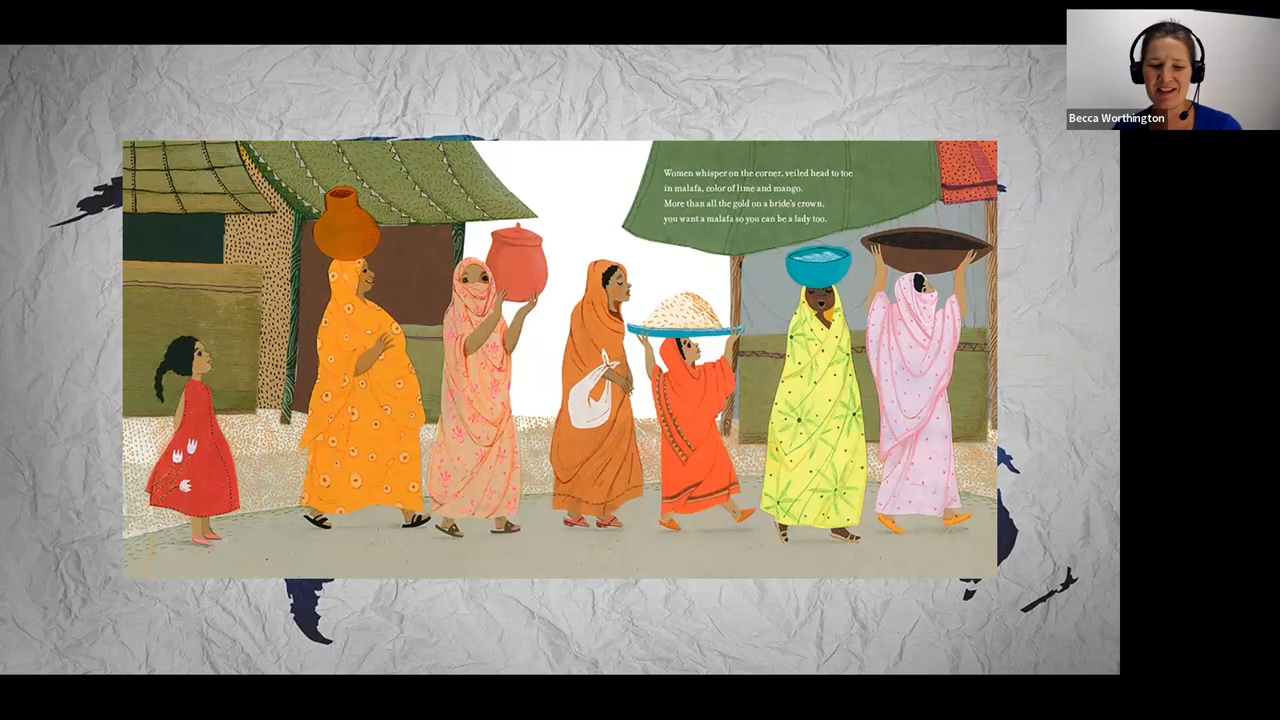 Becca Worthington
Women whisper on the corner, veiled head to toe
in malafa, color of lime and mango.
More than all the gold on a bride's crown,
you want a malafa so you can be a lady too.